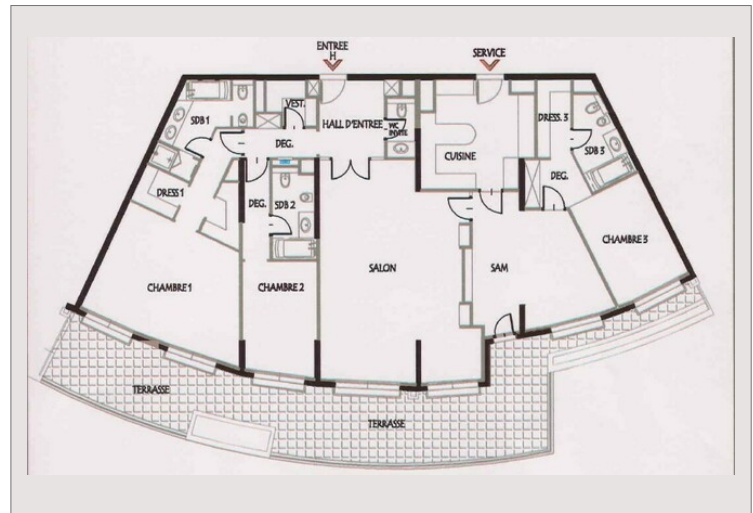 ENTREE
H
SERVICE
SDB 1
VEST.
HALL D'ENTREE
WC
INVITE
DRESS. 3
DEG.
CUISINE
SDB 3
DRESS 1
DEG.
SDB 2
DEG.
CHAMBRE 3
SALON
SAM
CHAMBRE 1
CHAMBRE 2
TERRASSE
TERRASSE